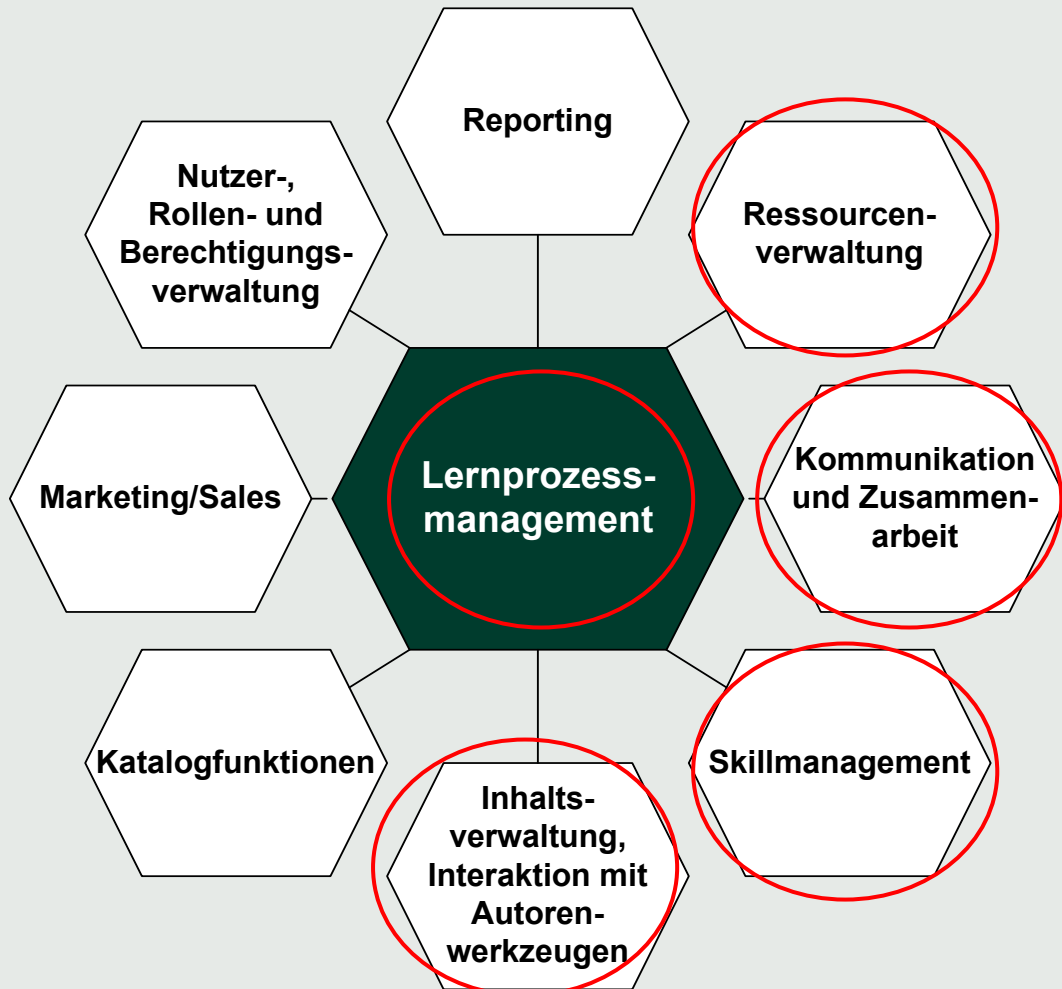 Reporting
Nutzer-,
Rollen- und
Berechtigungs-
verwaltung
Ressourcen-
verwaltung
Marketing/Sales
Lernprozess-
management
Kommunikation
und Zusammen-
arbeit
Katalogfunktionen
Skillmanagement
Inhalts-
verwaltung,
Interaktion mit
Autoren-
werkzeugen